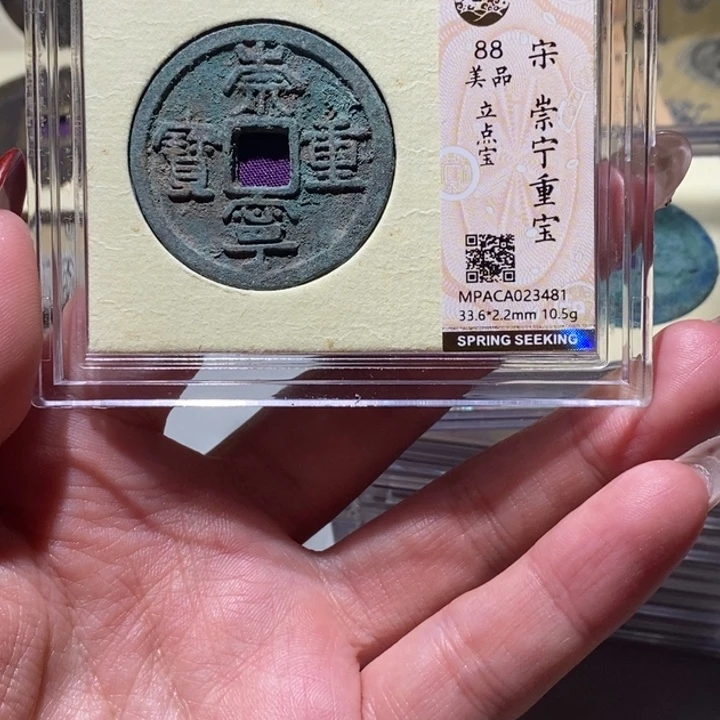 崇寧重寳
88
美品
立点宝
宋 崇宁重宝
MPACA023481
33.6*2.2mm 10.5g
SPRING SEEKING